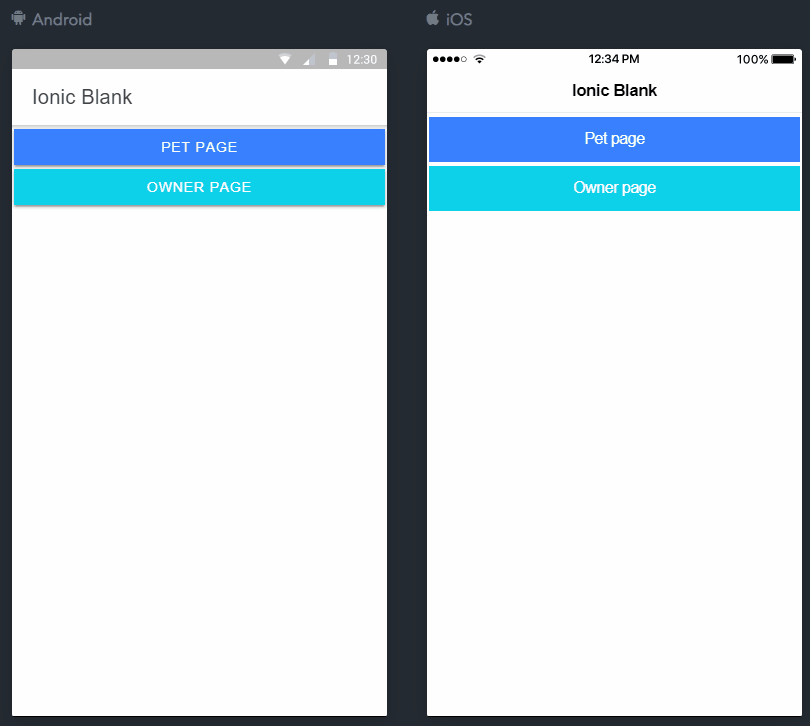 Android
12:30
Ionic Blank
PET PAGE
OWNER PAGE
iOS
12:34 PM 100%
Ionic Blank
Pet page
Owner page